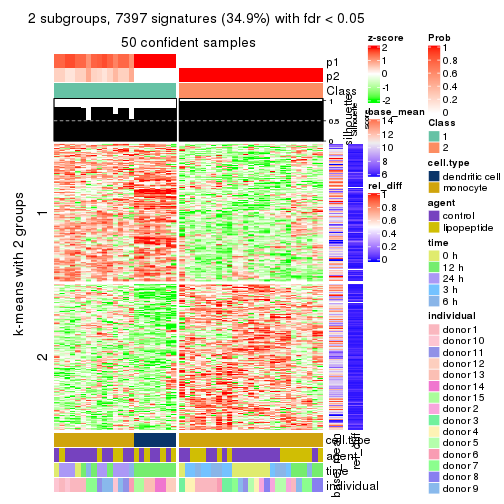 2 subgroups, 7397 signatures (34.9%) with fdr < 0.05
50 confident samples
p1
p2
Class
silhouette
score
1
0.5
0
k-means with 2 groups
1
2
cell.type
agent
time
individual
base_mean
rel_diff
z-score
2
1
0
-1
-2
base_mean
14
12
10
8
6
rel_diff
1
0.8
0.6
0.4
0.2
0
Prob
1
0.8
0.6
0.4
0.2
0
Class
1
2
cell.type
dendritic cell
monocyte
agent
control
lipopeptide
time
0 h
12 h
24 h
3 h
6 h
individual
donor 1
donor 10
donor 11
donor 12
donor 13
donor 14
donor 15
donor 2
donor 3
donor 4
donor 5
donor 6
donor 7
donor 8
donor 9